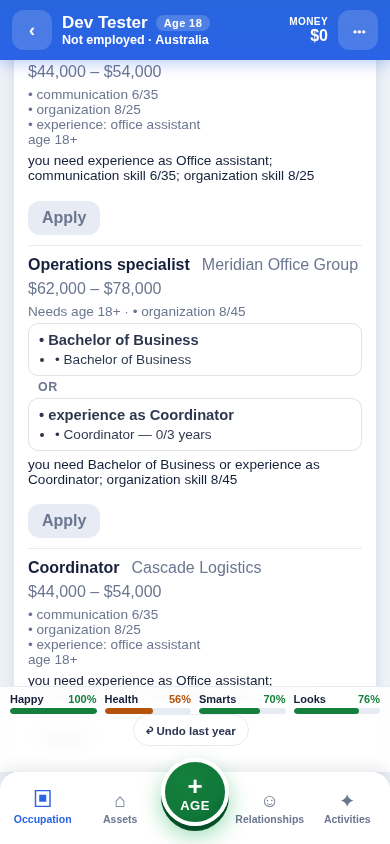 ‹
Dev Tester Age 18
Not employed · Australia
MONEY
$0
•••
$44,000 – $54,000
• communication 6/35
• organization 8/25
• experience: office assistant
age 18+
you need experience as Office assistant;
communication skill 6/35; organization skill 8/25
Apply
Operations specialist Meridian Office Group
$62,000 – $78,000
Needs age 18+ · • organization 8/45
• Bachelor of Business
• • Bachelor of Business
OR
• experience as Coordinator
• • Coordinator — 0/3 years
you need Bachelor of Business or experience as
Coordinator; organization skill 8/45
Apply
Coordinator Cascade Logistics
$44,000 – $54,000
• communication 6/35
• organization 8/25
• experience: office assistant
age 18+
you need experience as Office assistant;
Happy 100% Health 56% Smarts 70% Looks 76%
Undo last year
+
AGE
Occupation Assets Relationships Activities